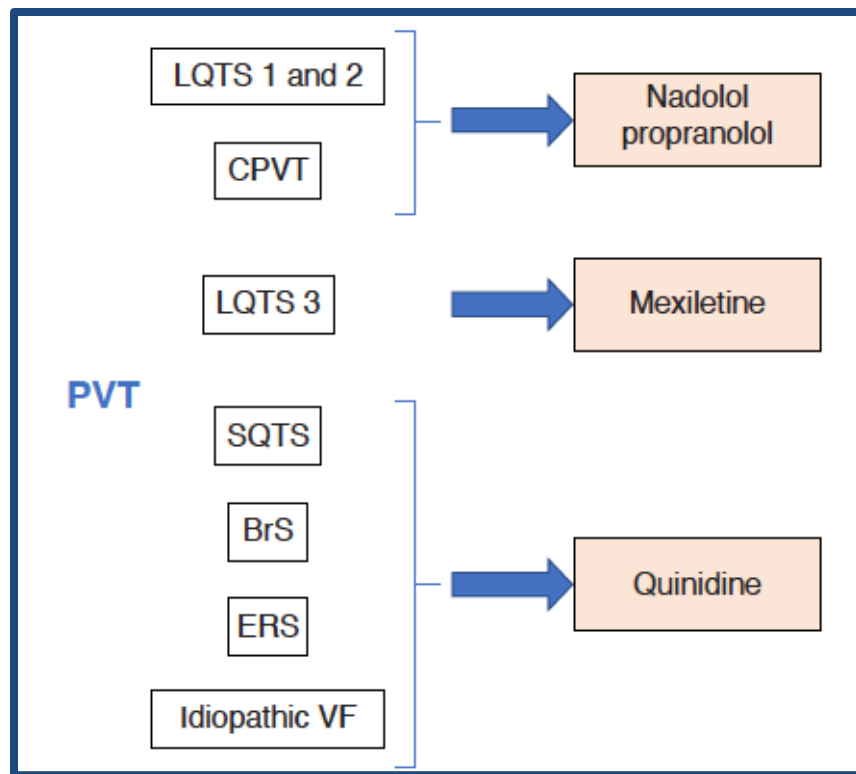 LQTS 1 and 2
CPVT
Nadolol
propranolol
LQTS 3
Mexiletine
PVT
SQTS
BrS
ERS
Idiopathic VF
Quinidine